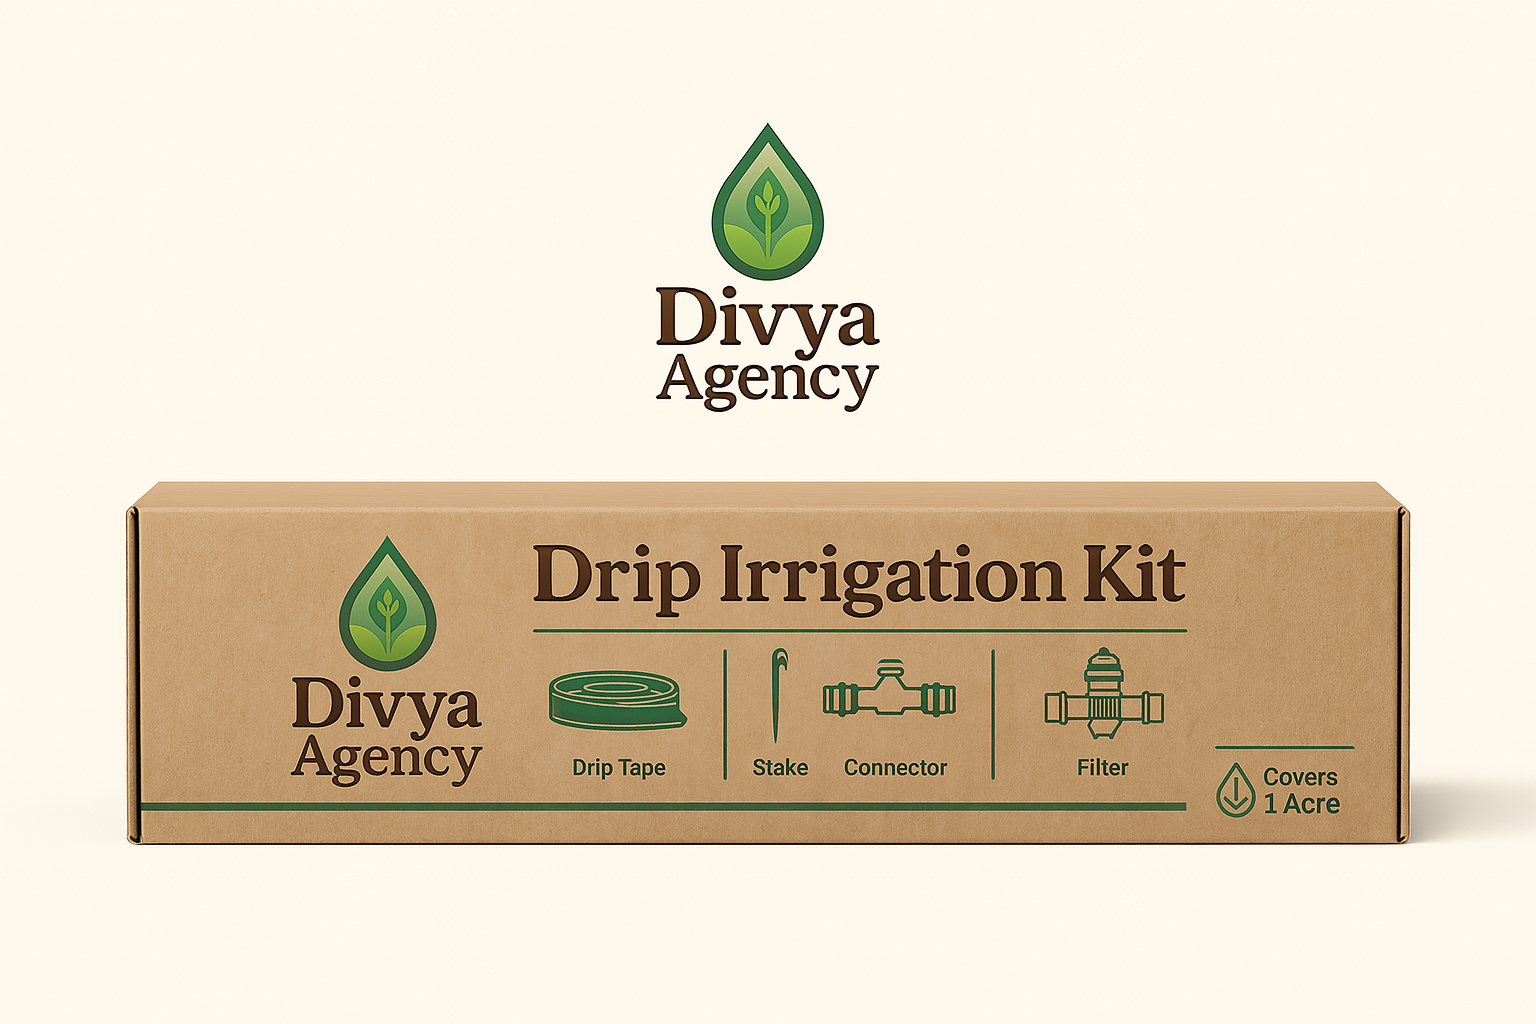 Divya
Agency
Drip Irrigation Kit
Divya
Agency
Drip Tape
Stake
Connector
Filter
Covers
1 Acre